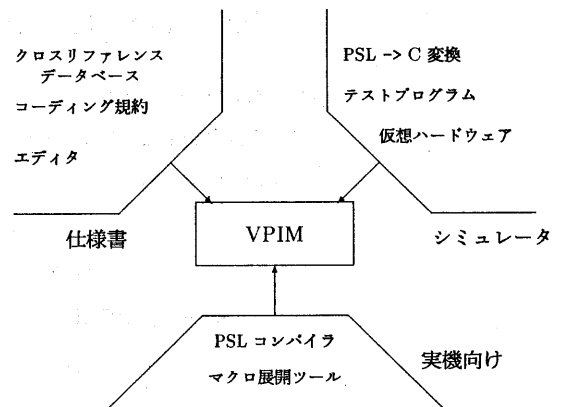 クロスリファレンス
データベース
コーディング規約
エディタ
仕様書
PSL -> C 変換
テストプログラム
仮想ハードウェア
シミュレータ
VPIM
PSL コンパイラ
マクロ展開ツール
実機向け